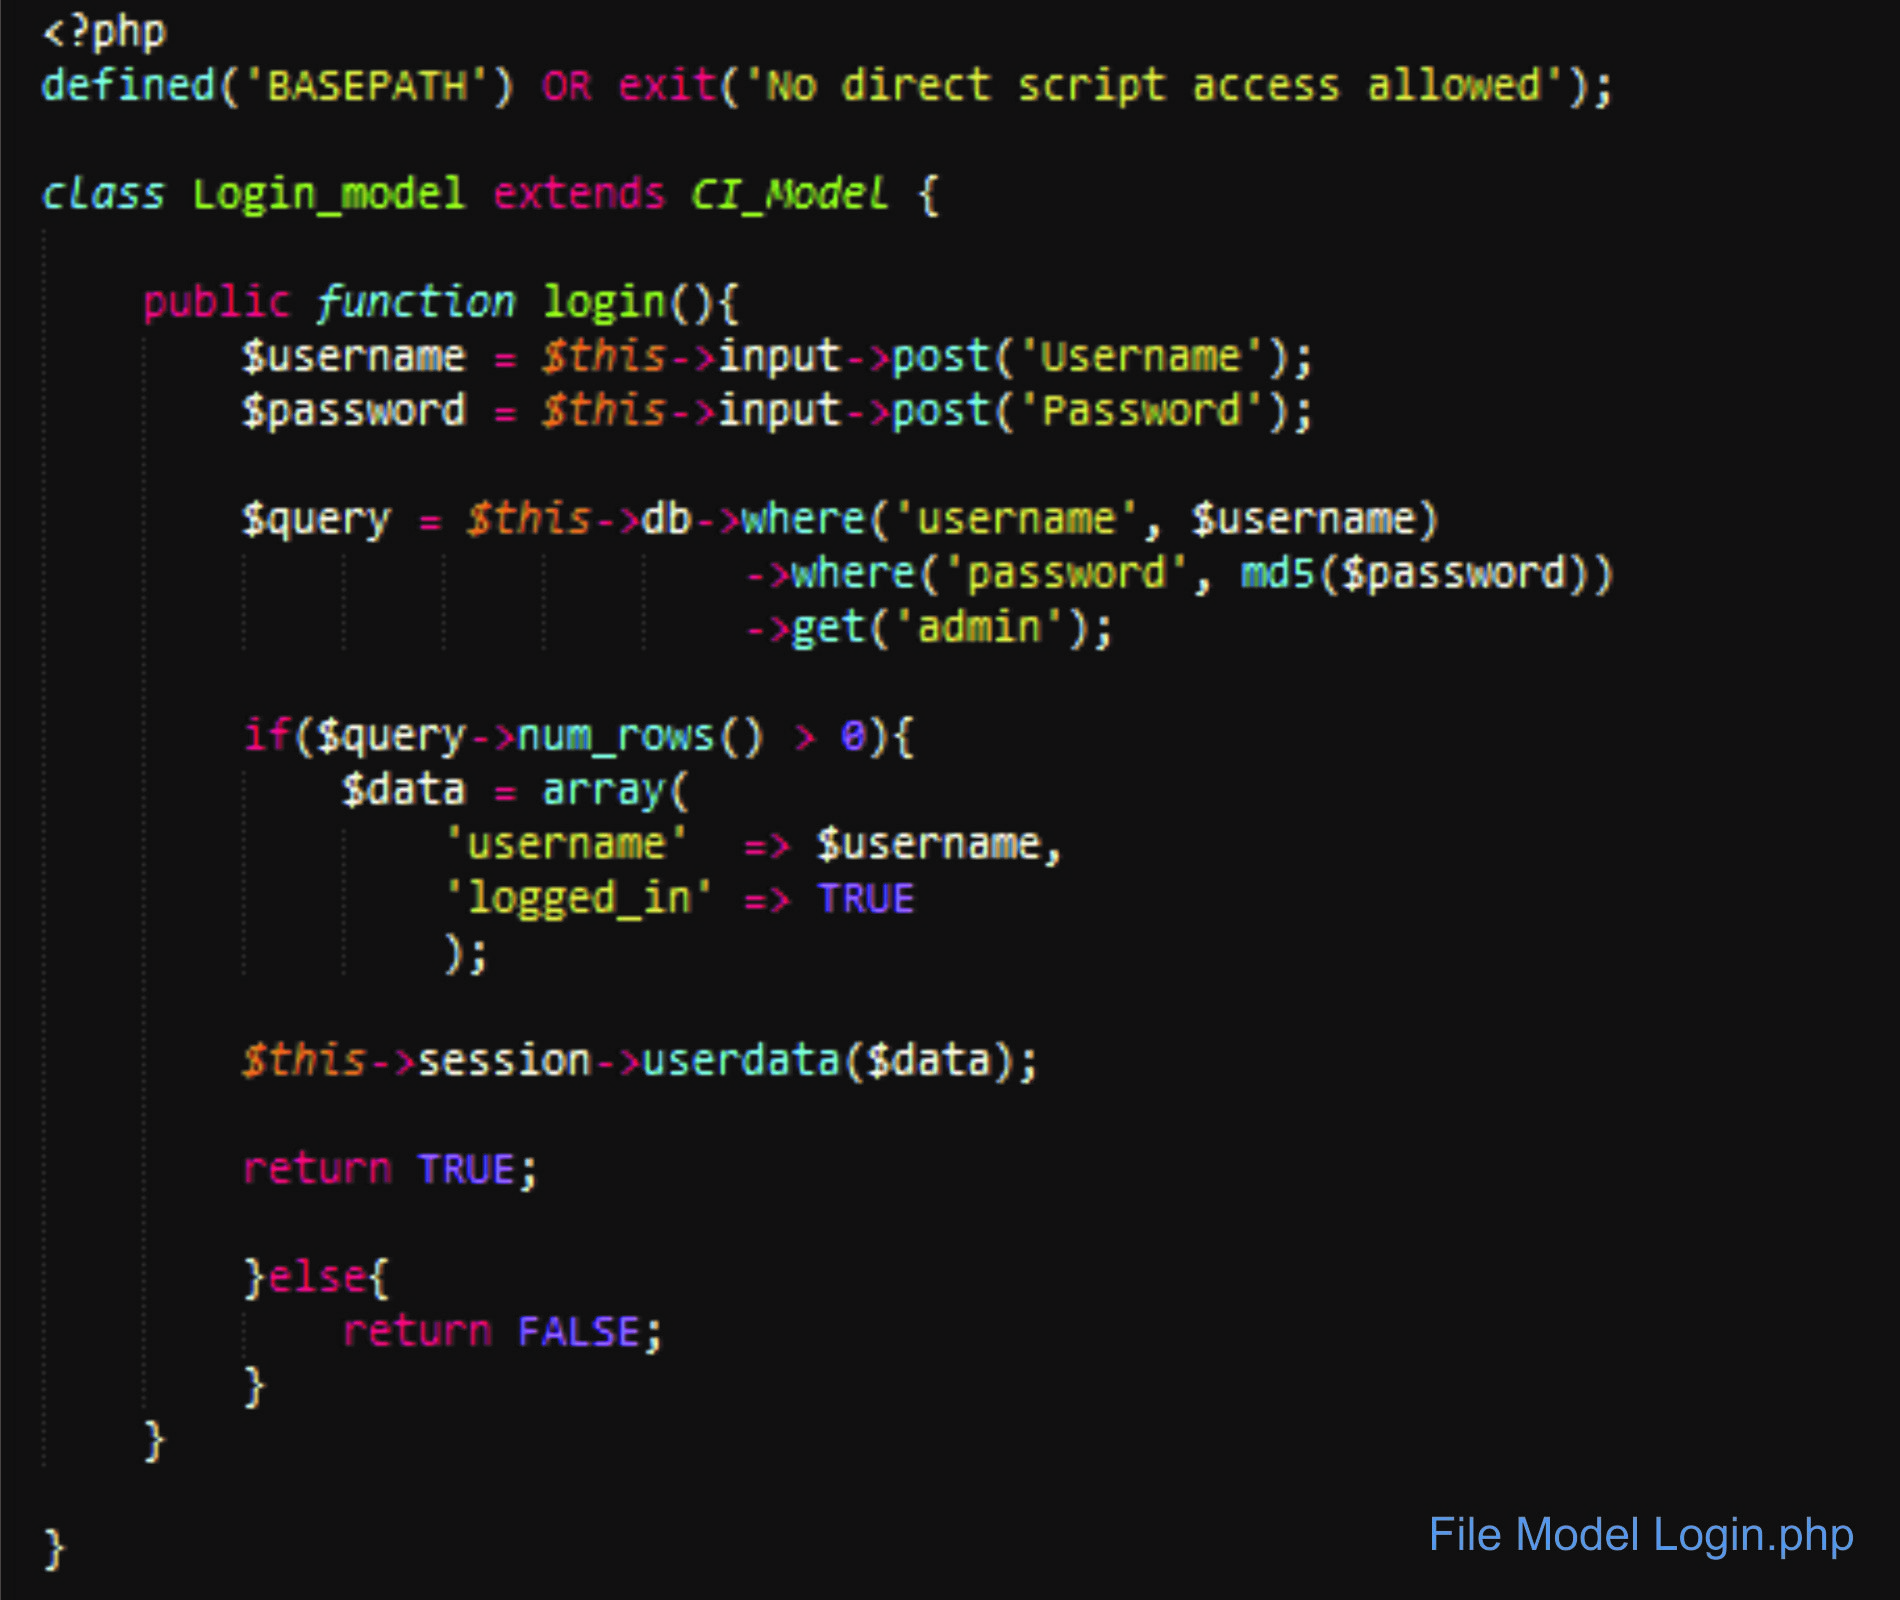 <?php
defined('BASEPATH') OR exit('No direct script access allowed');
class Login_model extends CI_Model {
public function login(){
$username = $this->input->post('Username');
$password = $this->input->post('Password');
$query = $this->db->where('username', $username)
->where('password', md5($password))
->get('admin');
if($query->num_rows() > 0){
$data = array(
'username' => $username,
'logged_in' => TRUE
);
$this->session->userdata($data);
return TRUE;
}else{
return FALSE;
}
}
}
File Model Login.php